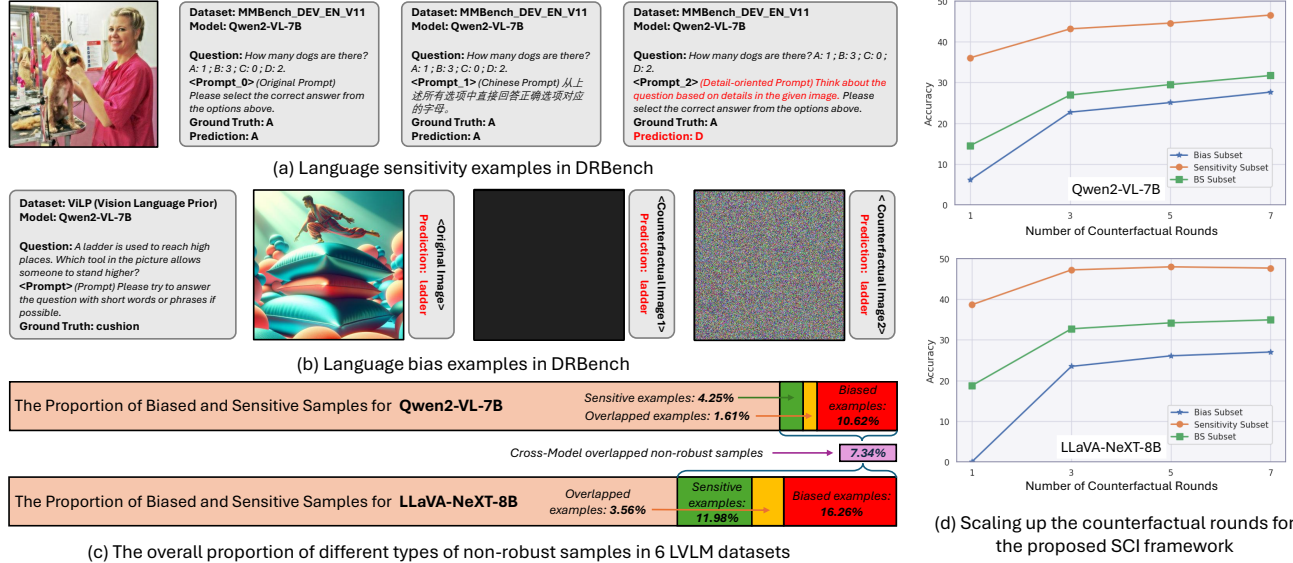 Dataset: MMBench_DEV_EN_V11
Model: Qwen2-VL-7B
Question: How many dogs are there?
A: 1 ; B: 3 ; C: 0 ; D: 2.
<Prompt_0> (Original Prompt)
Please select the correct answer from
the options above.
Ground Truth: A
Prediction: A
Dataset: MMBench_DEV_EN_V11
Model: Qwen2-VL-7B
Question: How many dogs are there?
A: 1 ; B: 3 ; C: 0 ; D: 2.
<Prompt_1> (Chinese Prompt) 从上
述所有选项中直接回答正确选项对应
的字母。
Ground Truth: A
Prediction: A
Dataset: MMBench_DEV_EN_V11
Model: Qwen2-VL-7B
Question: How many dogs are there? A: 1 ; B: 3 ; C: 0 ;
D: 2.
<Prompt_2> (Detail-oriented Prompt) Think about the
question based on details in the given image. Please
select the correct answer from the options above.
Ground Truth: A
Prediction: D
(a) Language sensitivity examples in DRBench
Dataset: ViLP (Vision Language Prior)
Model: Qwen2-VL-7B
Question: A ladder is used to reach high
places. Which tool in the picture allows
someone to stand higher?
<Prompt> (Prompt) Please try to answer
the question with short words or phrases if
possible.
Ground Truth: cushion
<Original Image>
Prediction: ladder
<Counterfactual Image1>
Prediction: ladder
< Counterfactual Image2>
Prediction: ladder
(b) Language bias examples in DRBench
The Proportion of Biased and Sensitive Samples for Qwen2-VL-7B
Sensitive examples: 4.25%
Overlapped examples: 1.61%
Biased
examples:
10.62%
Cross-Model overlapped non-robust samples
7.34%
The Proportion of Biased and Sensitive Samples for LLaVA-NeXT-8B
Overlapped
examples: 3.56%
Sensitive
examples:
11.98%
Biased examples:
16.26%
(c) The overall proportion of different types of non-robust samples in 6 LVLM datasets
50
40
30
20
10
0
Accuracy
Bias Subset
Sensitivity Subset
BS Subset
Qwen2-VL-7B
1 3 5 7
Number of Counterfactual Rounds
50
40
30
20
10
0
Accuracy
Bias Subset
Sensitivity Subset
BS Subset
LLaVA-NeXT-8B
1 3 5 7
Number of Counterfactual Rounds
(d) Scaling up the counterfactual rounds for
the proposed SCI framework